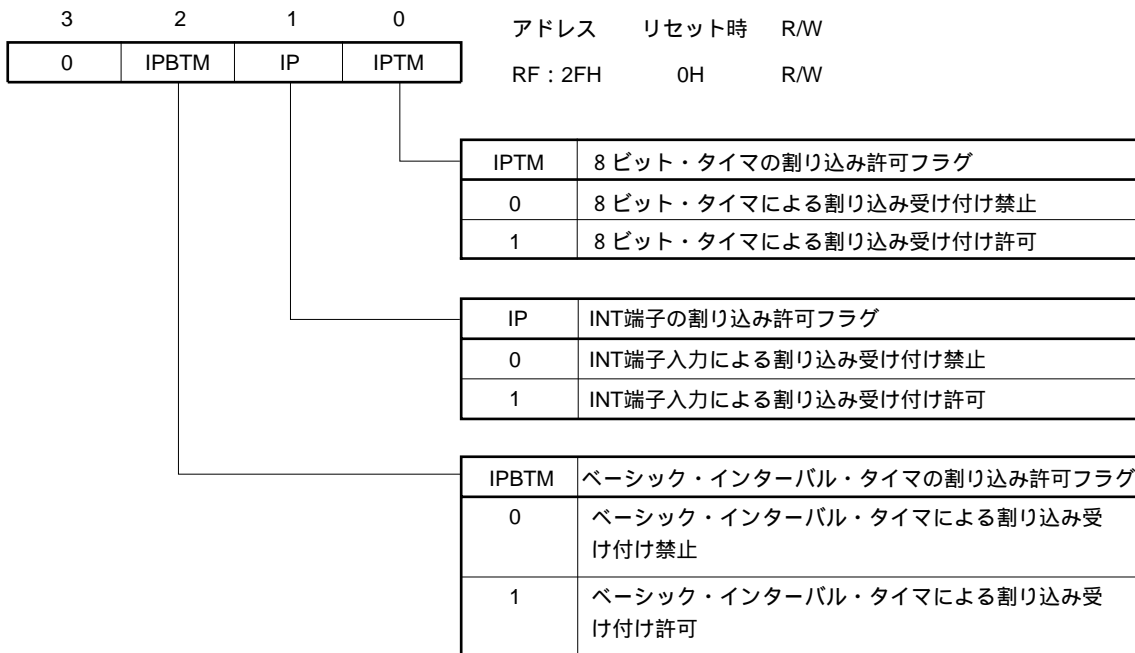 3 2 1 0 アドレス リセット時 R/W
0 IPBTM IP IPTM
RF：2FH 0H R/W
IPTM 8ビット・タイマの割り込み許可フラグ
0 8ビット・タイマによる割り込み受け付け禁止
1 8ビット・タイマによる割り込み受け付け許可
IP INT端子の割り込み許可フラグ
0 INT端子入力による割り込み受け付け禁止
1 INT端子入力による割り込み受け付け許可
IPBTM ベーシック・インターバル・タイマの割り込み許可フラグ
0 ベーシック・インターバル・タイマによる割り込み受
け付け禁止
1 ベーシック・インターバル・タイマによる割り込み受
け付け許可